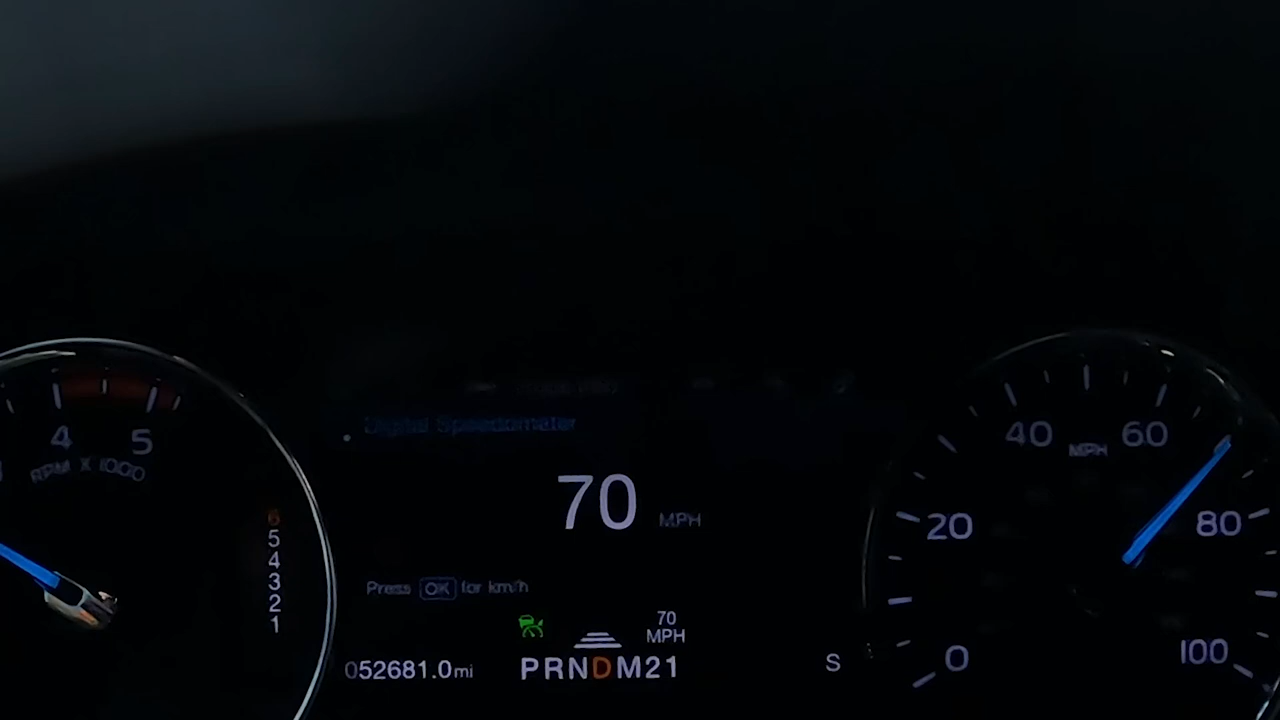 4 5
RPM X 1000
6
5
4
3
2
1
Digital Speedometer
70 MPH
Press OK for km/h
70
MPH
052681.0mi
PRNDM21
S
0
20
40
MPH
60
80
100